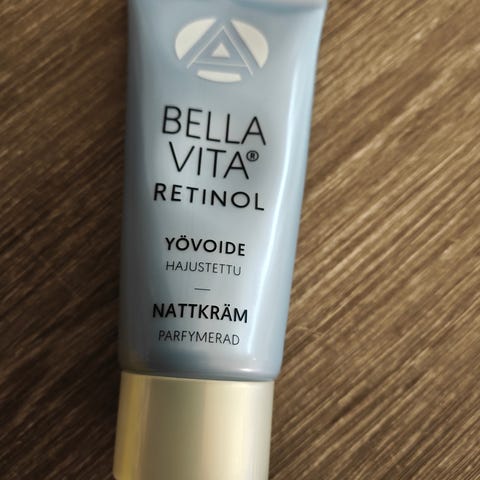 BELLA
VITA®
RETINOL
YÖVOIDE
HAJUSTETTU
NATTKRÄM
PARFYMERAD